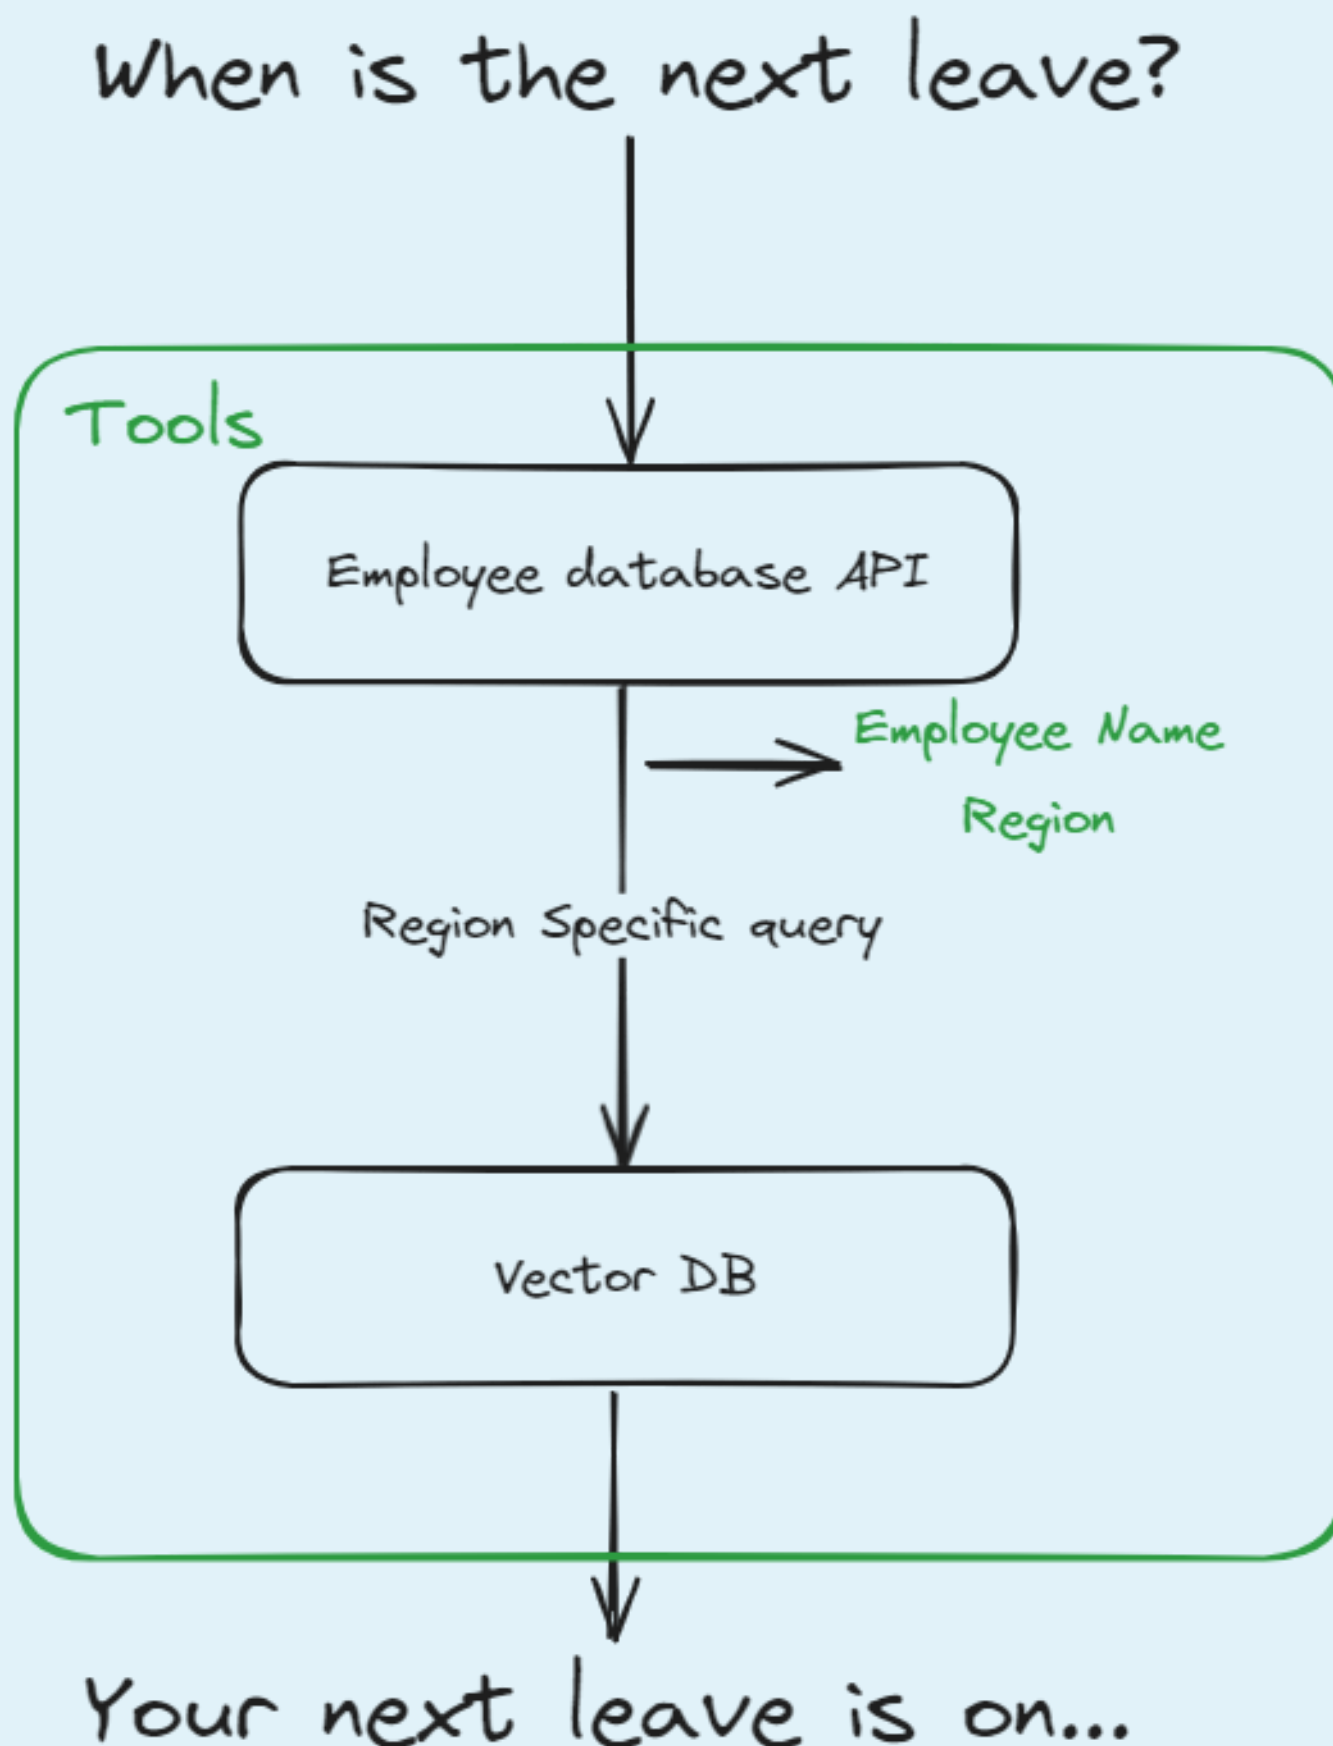 When is the next leave?
Tools
Employee database API
Employee Name
Region
Region Specific query
Vector DB
Your next leave is on...